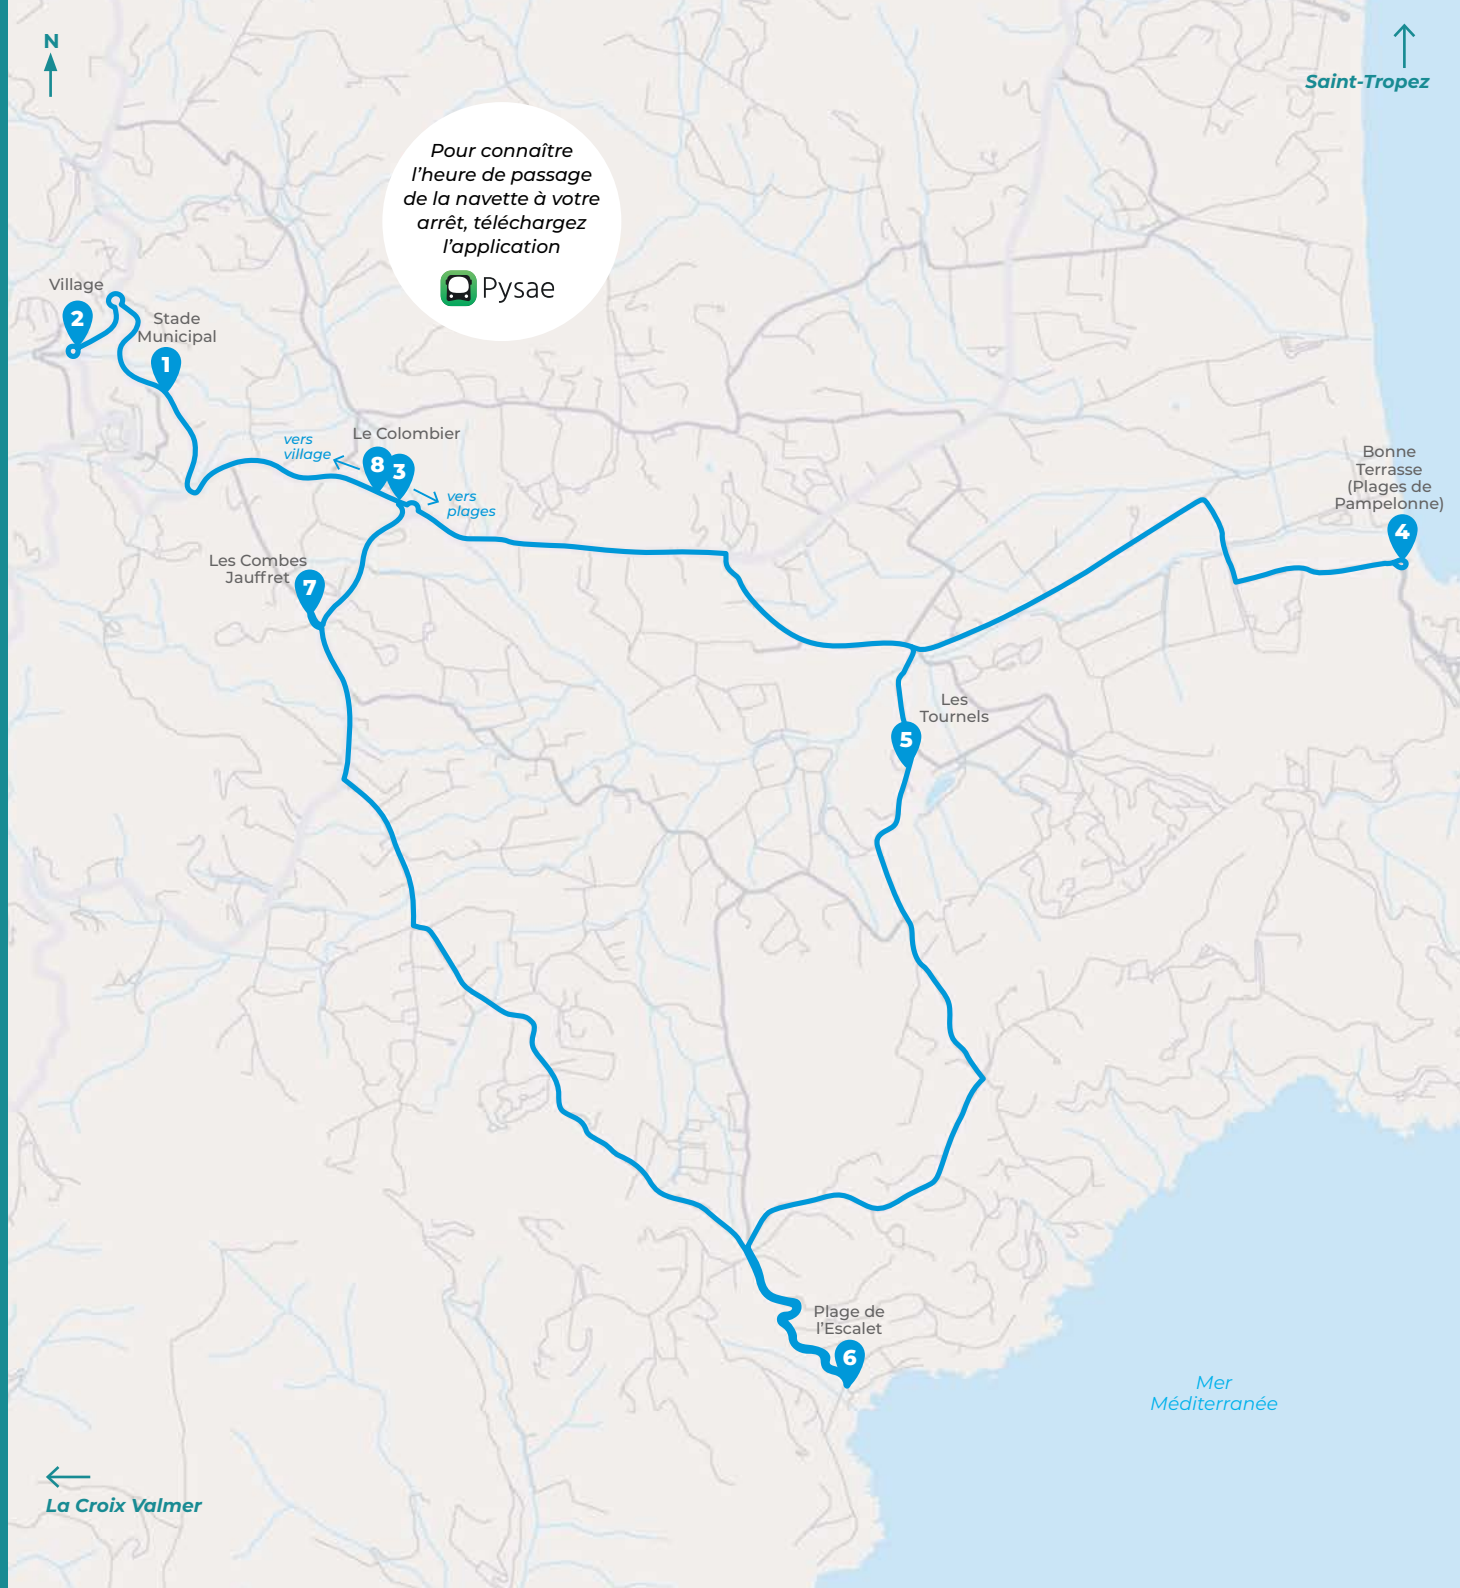 N
Saint-Tropez
Pour connaître
l'heure de passage
de la navette à votre
arrêt, téléchargez
l'application
Pysae
Village
2
Stade
Municipal
1
vers
village
Le Colombier
8
3
vers
plages
Bonne
Terrasse
(Plages de
Pampelonne)
4
Les Combes
Jauffret
7
Les
Tournels
5
Plage de
l'Escalet
6
Mer
Méditerranée
La Croix Valmer